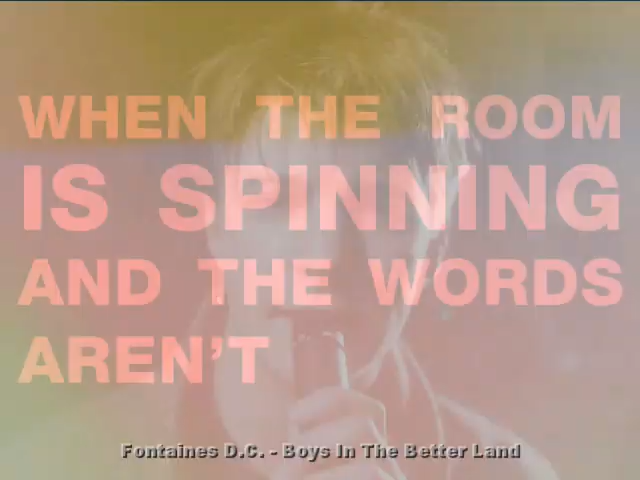 WHEN THE ROOM
IS SPINNING
AND THE WORDS
AREN’T
Fontaines D.C. - Boys In The Better Land